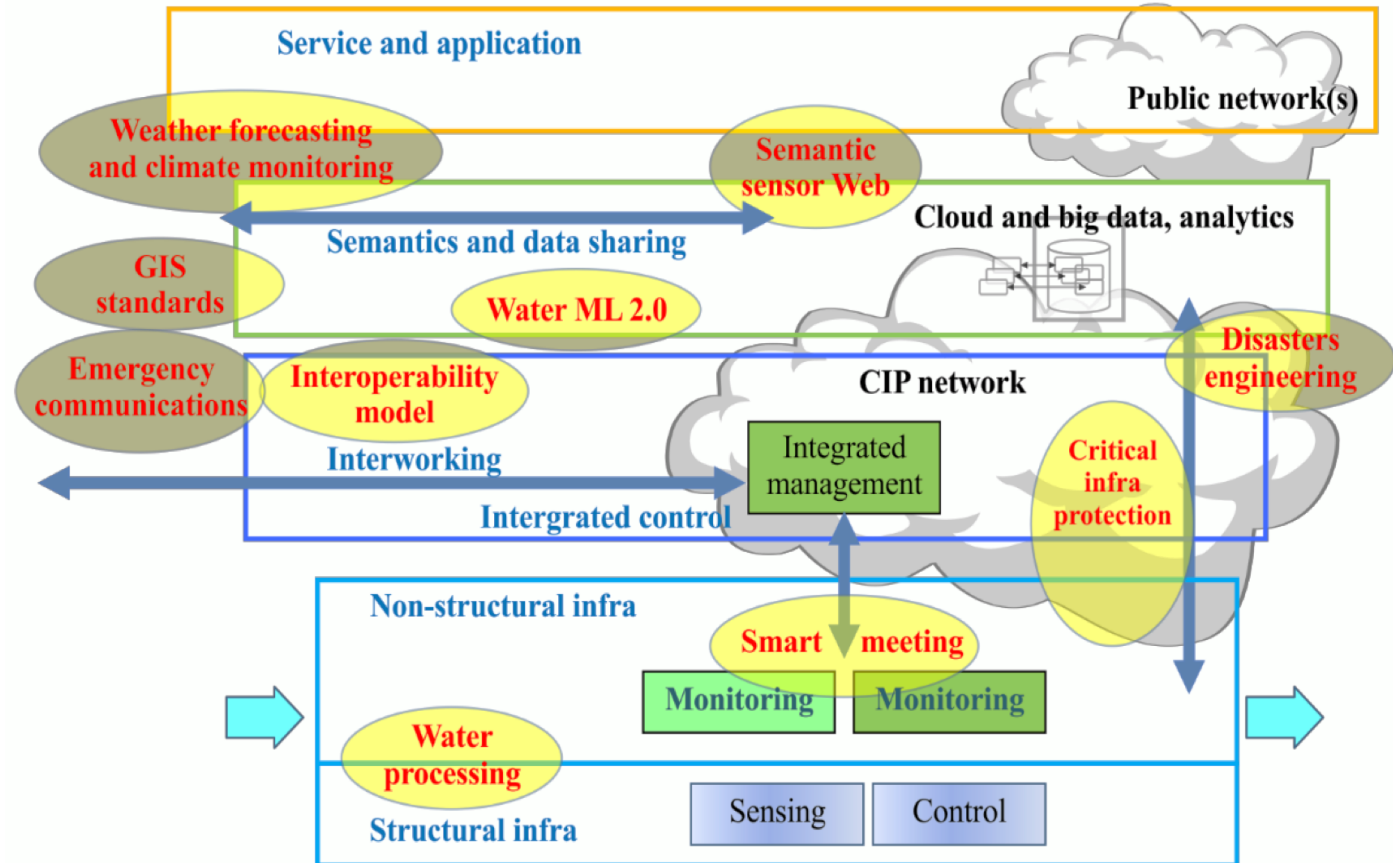 Service and application
Public network(s)
Weather forecasting
and climate monitoring
Semantic
sensor Web
Cloud and big data, analytics
Semantics and data sharing
GIS
standards
Water ML 2.0
Disasters
engineering
Emergency
communications
Interoperability
model
CIP network
Interworking
Integrated
management
Critical
infra
protection
Intergrated control
Non-structural infra
Smart meeting
Monitoring
Monitoring
Water
processing
Sensing
Control
Structural infra